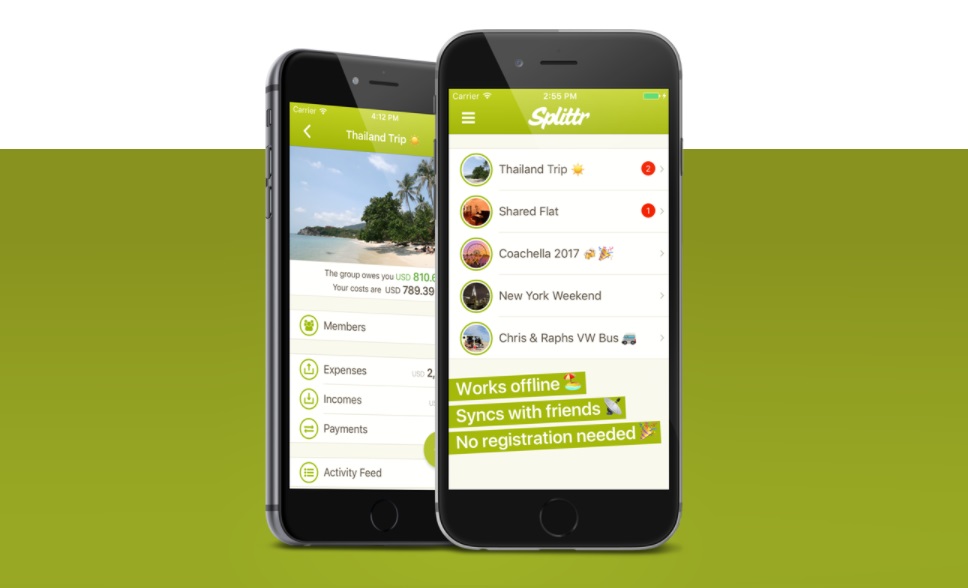 Carrier
4:12 PM
Thailand Trip
The group owes you USD 810.6
Your costs are USD 789.39
Members
Expenses
USD 2,
Incomes
Payments
Activity Feed
Carrier
2:56 PM
Splittr
Thailand Trip ☀️
2
Shared Flat
1
Coachella 2017 🍻🎉
New York Weekend
Chris & Raphs VW Bus 🚐
Works offline 🏖️
Syncs with friends 📡
No registration needed 🎉